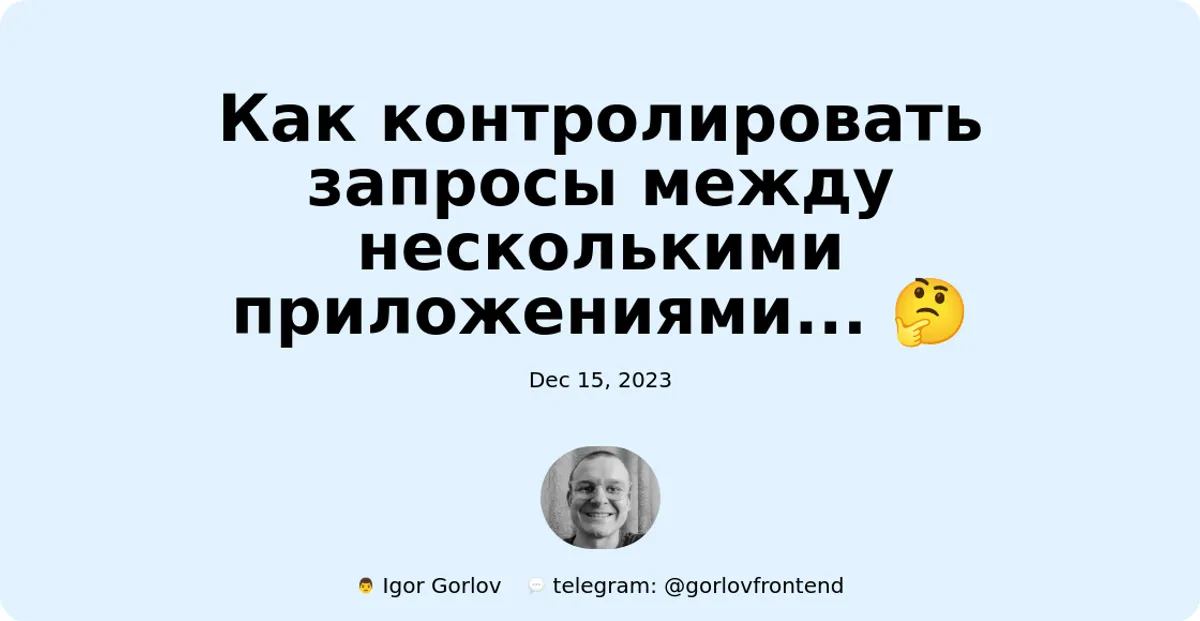 Как контролировать
запросы между
несколькими
приложениями... 🤔
Dec 15, 2023
👨 Igor Gorlov 💬 telegram: @gorlovfrontend